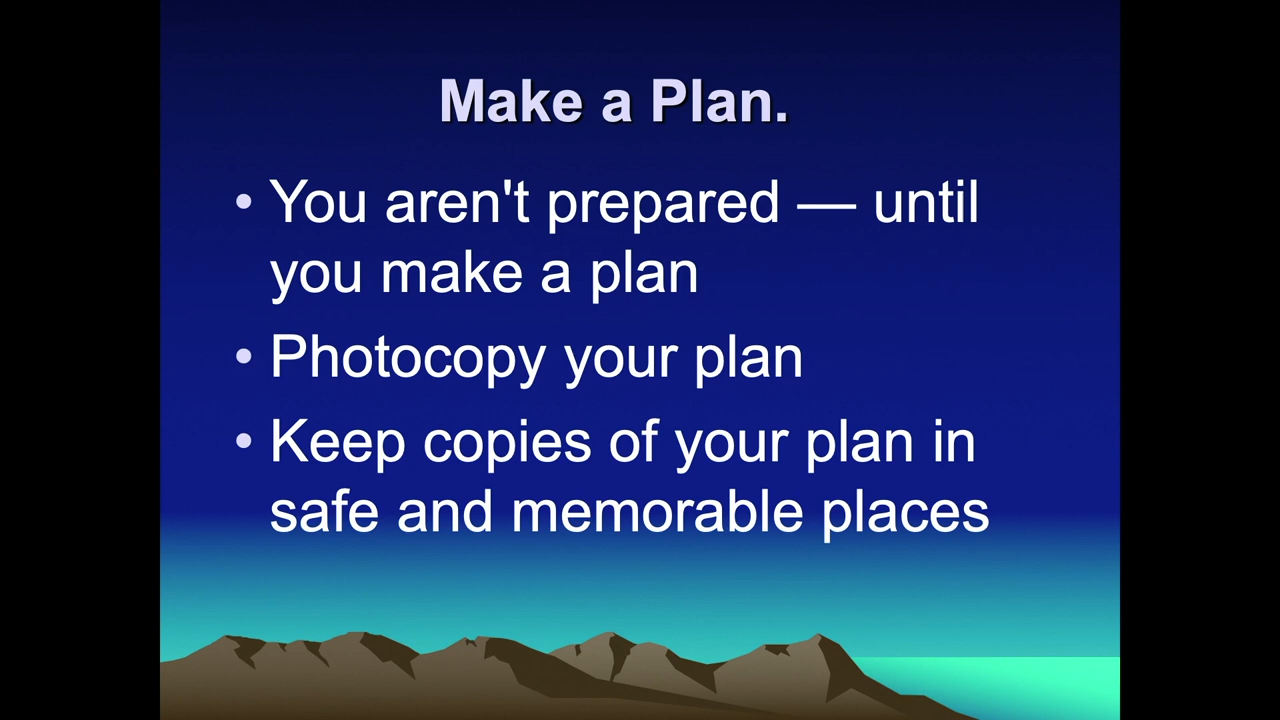 Make a Plan.
• You aren't prepared — until
you make a plan
• Photocopy your plan
• Keep copies of your plan in
safe and memorable places